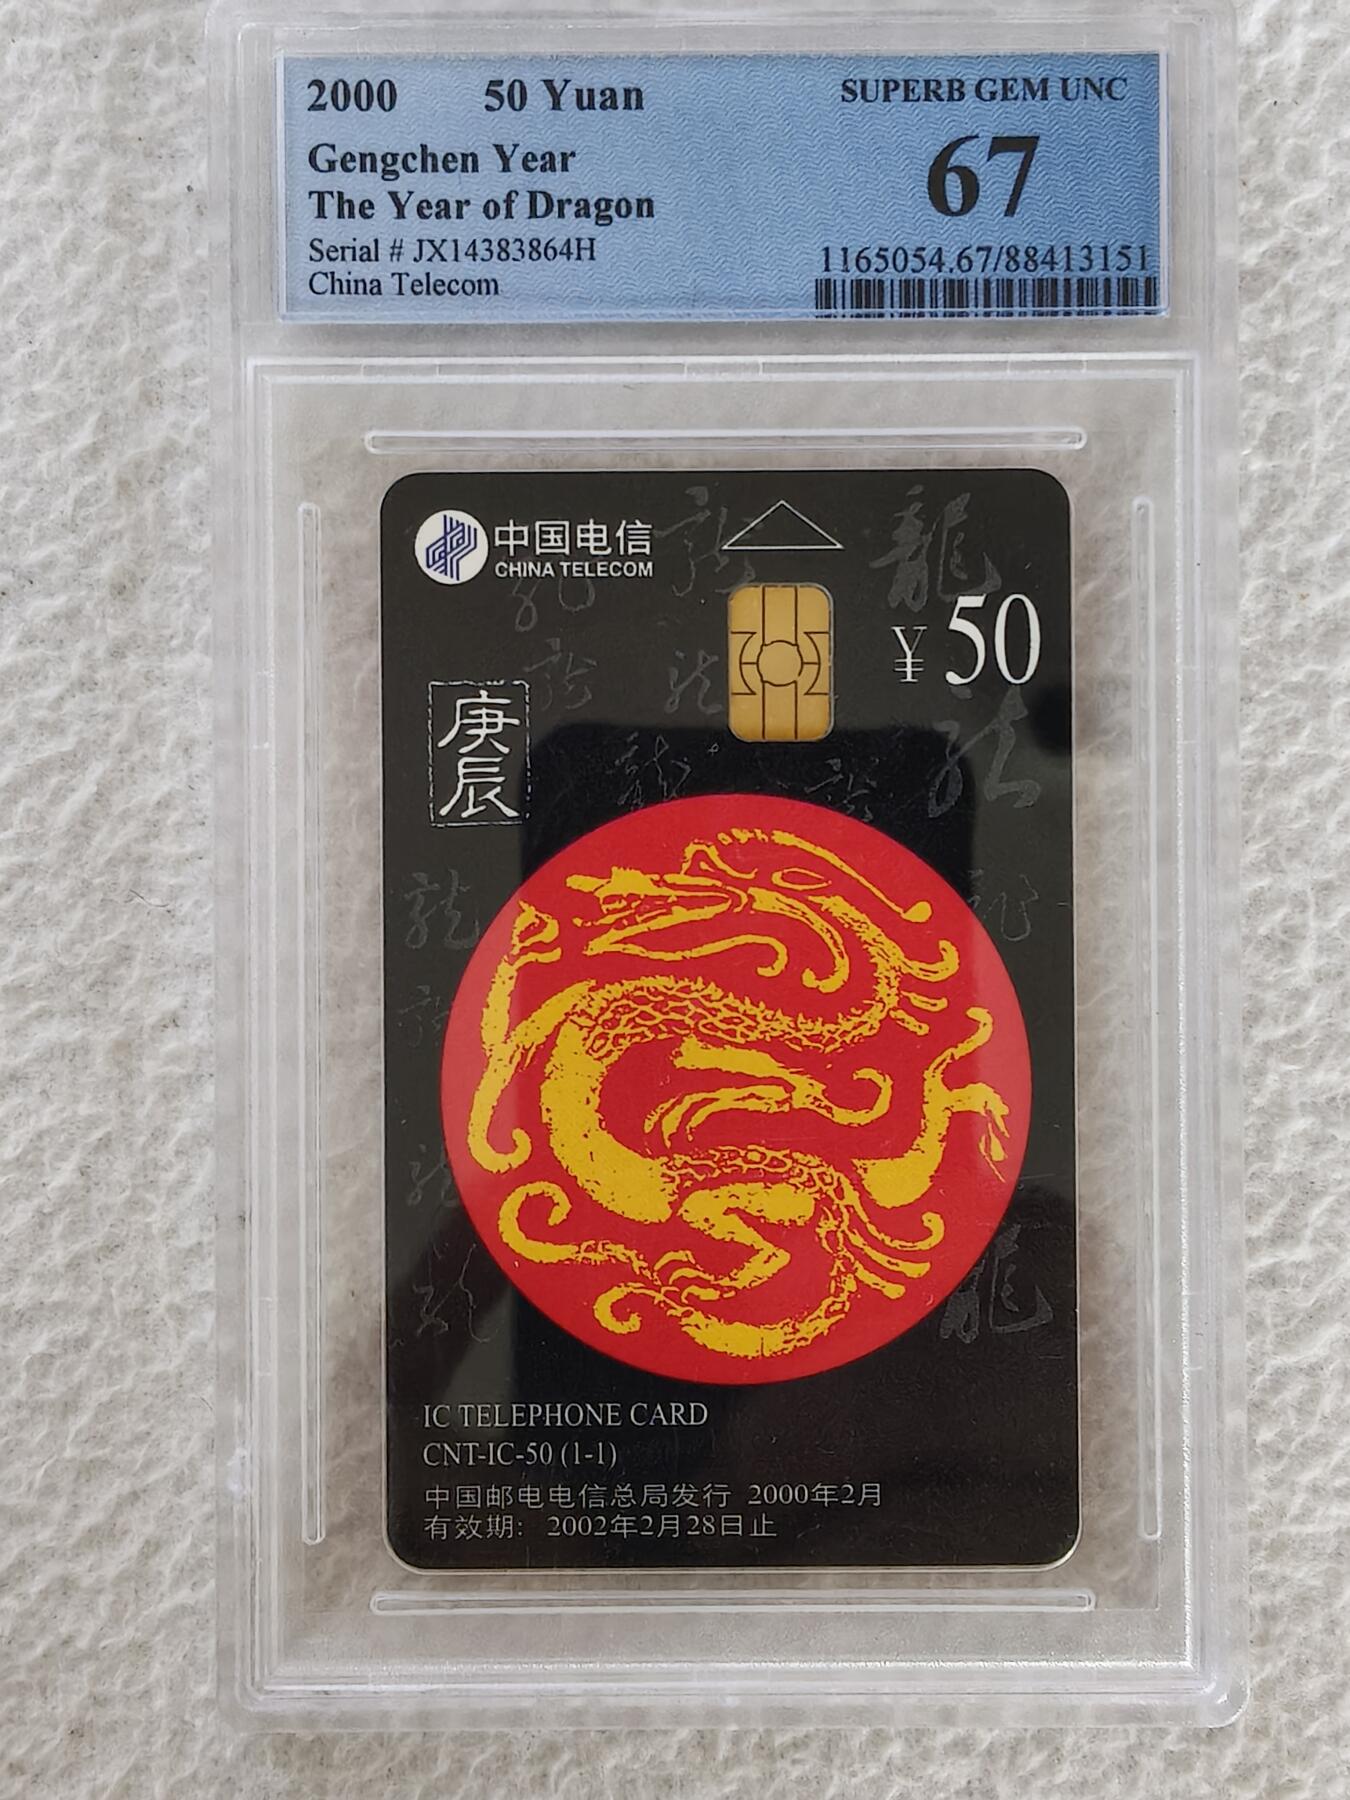 2000 50 Yuan
Gengchen Year
The Year of Dragon
Serial # JX14383864H
China Telecom
SUPERB GEM UNC
67
1165054.67/88413151
中国电信
CHINA TELECOM
¥50
庚辰
龍
龍
IC TELEPHONE CARD
CNT-IC-50 (1-1)
中国邮电电信总局发行 2000年2月
有效期: 2002年2月28日止